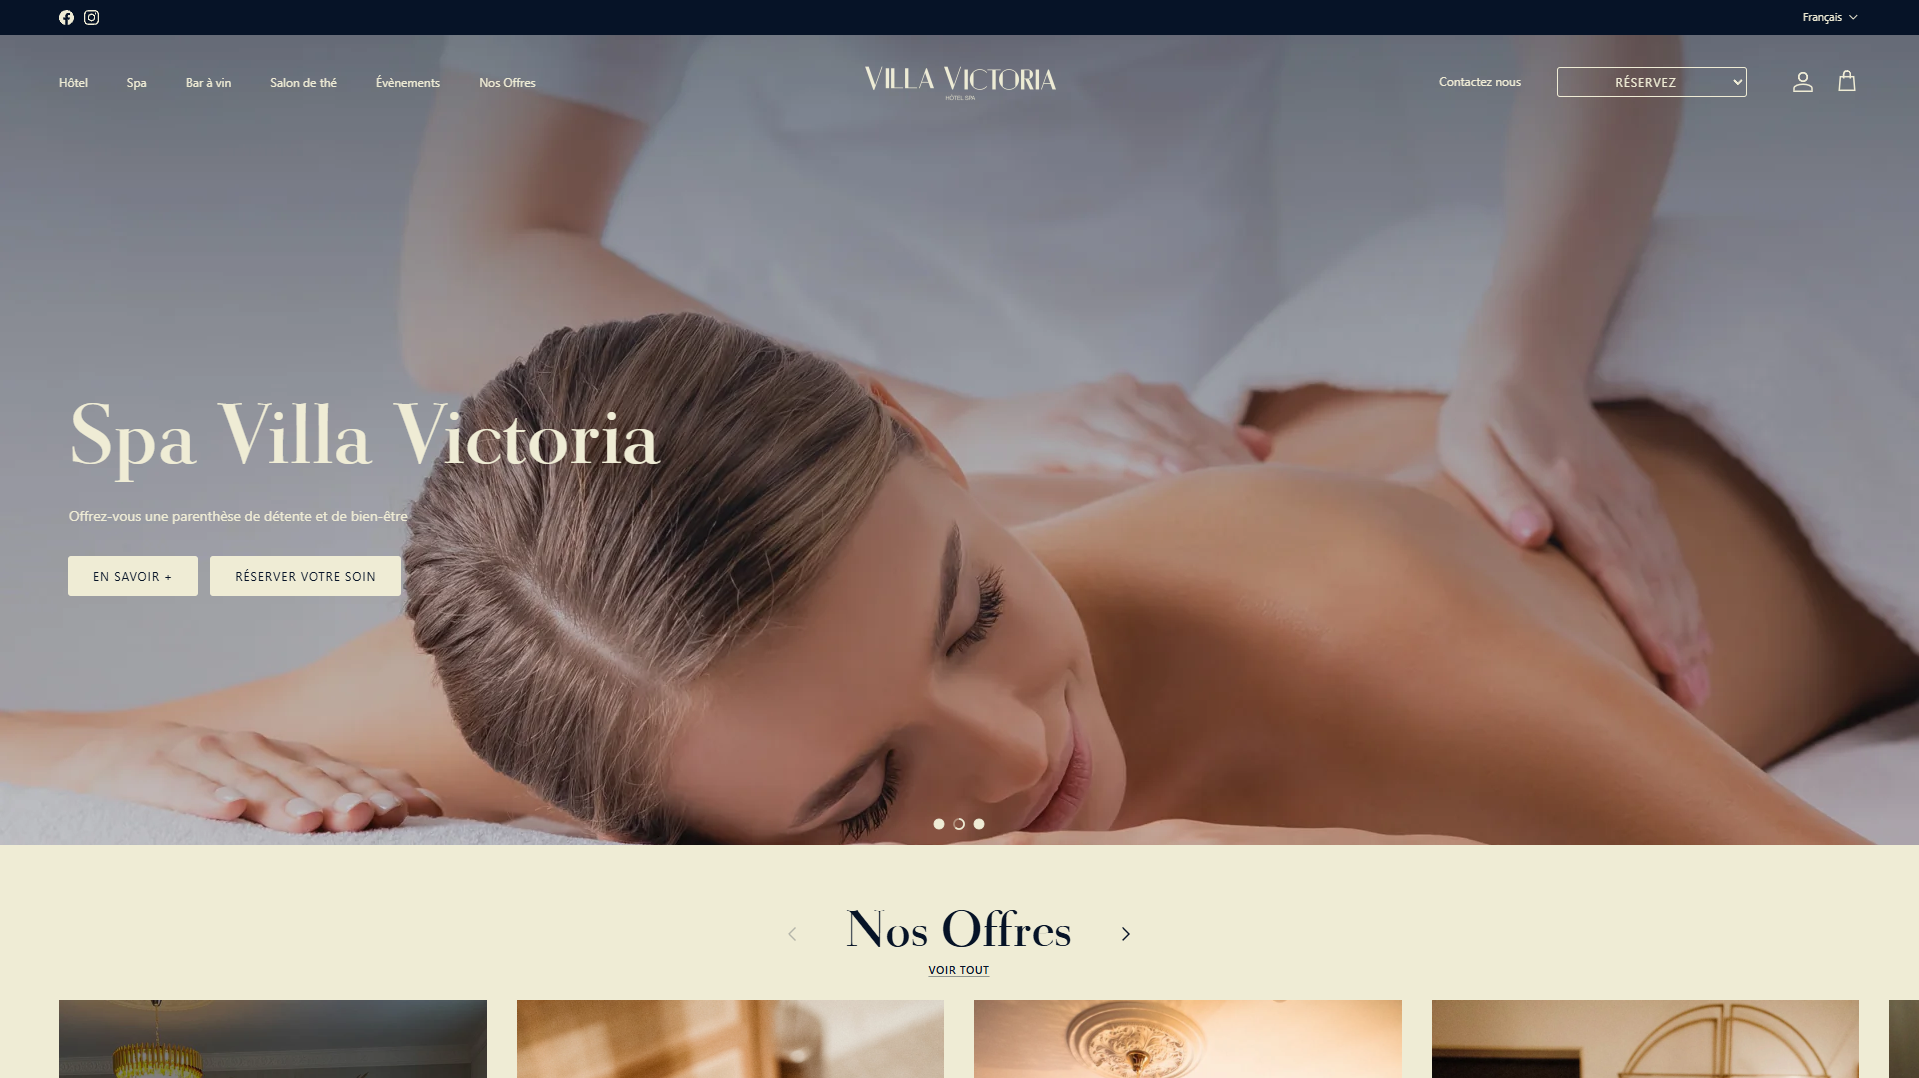 Français
Hôtel
Spa
Bar à vin
Salon de thé
Évènements
Nos Offres
VILLA VICTORIA
HÔTEL SPA
Contactez nous
RÉSERVEZ
Spa Villa Victoria
Offrez-vous une parenthèse de détente et de bien-être
EN SAVOIR +
RÉSERVER VOTRE SOIN
Nos Offres
VOIR TOUT